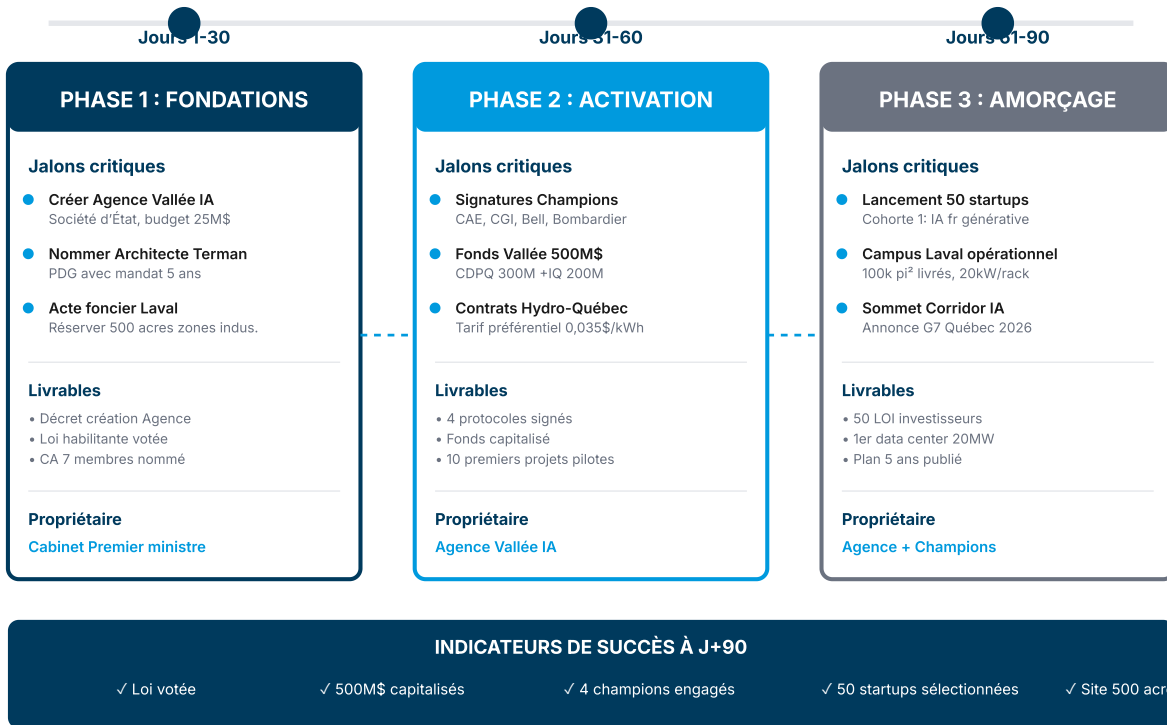 Jours 1-30
Jours 31-60
Jours 61-90
PHASE 1 : FONDATIONS
Jalons critiques
Créer Agence Vallée IA
Société d'État, budget 25M$
Nommer Architecte Terman
PDG avec mandat 5 ans
Acte foncier Laval
Réserver 500 acres zones indus.
Livrables
• Décret création Agence
• Loi habilitante votée
• CA 7 membres nommé
Propriétaire
Cabinet Premier ministre
PHASE 2 : ACTIVATION
Jalons critiques
Signatures Champions
CAE, CGI, Bell, Bombardier
Fonds Vallée 500M$
CDPQ 300M +IQ 200M
Contrats Hydro-Québec
Tarif préférentiel 0,035$/kWh
Livrables
• 4 protocoles signés
• Fonds capitalisé
• 10 premiers projets pilotes
Propriétaire
Agence Vallée IA
PHASE 3 : AMORÇAGE
Jalons critiques
Lancement 50 startups
Cohorte 1: IA fr générative
Campus Laval opérationnel
100k pi² livrés, 20kW/rack
Sommet Corridor IA
Annonce G7 Québec 2026
Livrables
• 50 LOI investisseurs
• 1er data center 20MW
• Plan 5 ans publié
Propriétaire
Agence + Champions
INDICATEURS DE SUCCÈS À J+90
✓ Loi votée
✓ 500M$ capitalisés
✓ 4 champions engagés
✓ 50 startups sélectionnées
✓ Site 500